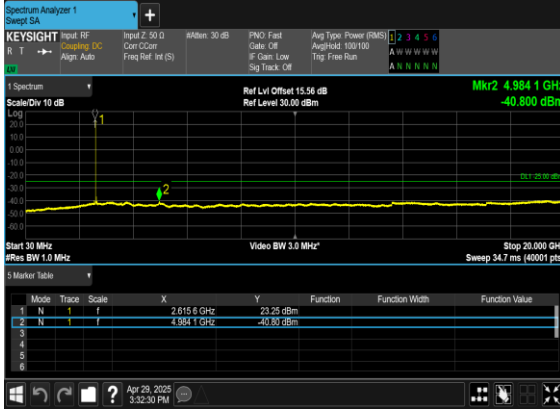 Spectrum Analyzer 1
Swept SA
+
KEYSIGHT Input: RF Input Z: 50 Ω #Atten: 30 dB PNO: Fast Avg Type: Power (RMS) 1 2 3 4 5 6
R T Coupling: DC Corr CCorr Gate: Off Avg|Hold: 100/100 A W W W W W
Align: Auto Freq Ref: Int (S) IF Gain: Low Trig: Free Run
Sig Track: Off A N N N N N
1 Spectrum Ref Lvl Offset 15.56 dB Mkr2 4.984 1 GHz
Scale/Div 10 dB Ref Level 30.00 dBm -40.800 dBm
Log
20.0
10.0
0.00
-10.0
-20.0
-30.0
-40.0
-50.0
-60.0
1
2
DL1 -25.00 dBm
Start 30 MHz Video BW 3.0 MHz* Stop 20.000 GHz
#Res BW 1.0 MHz Sweep 34.7 ms (40001 pts)
5 Marker Table
Mode Trace Scale X Y Function Function Width Function Value
1 N 1 f 2.615 6 GHz 23.25 dBm
2 N 1 f 4.984 1 GHz -40.80 dBm
3
4
5
6
?
Apr 29, 2025
3:32:30 PM